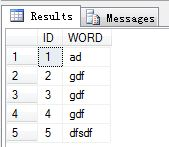 Results Messages
ID WORD
1 1 ad
2 2 gdf
3 3 gdf
4 4 gdf
5 5 dfsdf